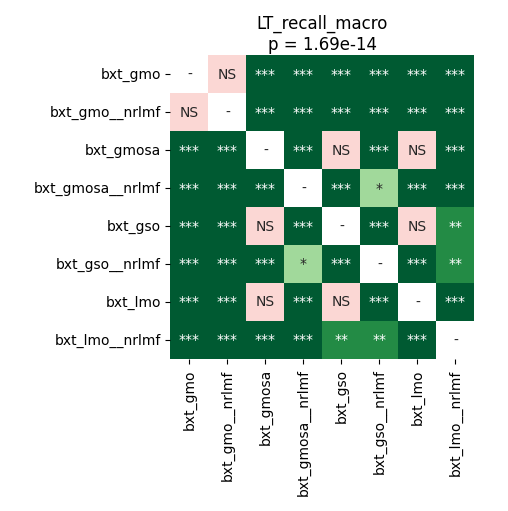 LT_recall_macro
p = 1.69e-14
bxt_gmo - NS *** *** *** *** *** ***
bxt_gmo__nrlmf NS - *** *** *** *** *** ***
bxt_gmosa *** *** - *** NS *** NS ***
bxt_gmosa__nrlmf *** *** *** - *** * *** ***
bxt_gso *** *** NS *** - *** NS **
bxt_gso__nrlmf *** *** *** * *** - *** **
bxt_lmo *** *** NS *** NS *** - ***
bxt_lmo__nrlmf *** *** *** *** ** ** *** -
bxt_gmo
bxt_gmo__nrlmf
bxt_gmosa
bxt_gmosa__nrlmf
bxt_gso
bxt_gso__nrlmf
bxt_lmo
bxt_lmo__nrlmf